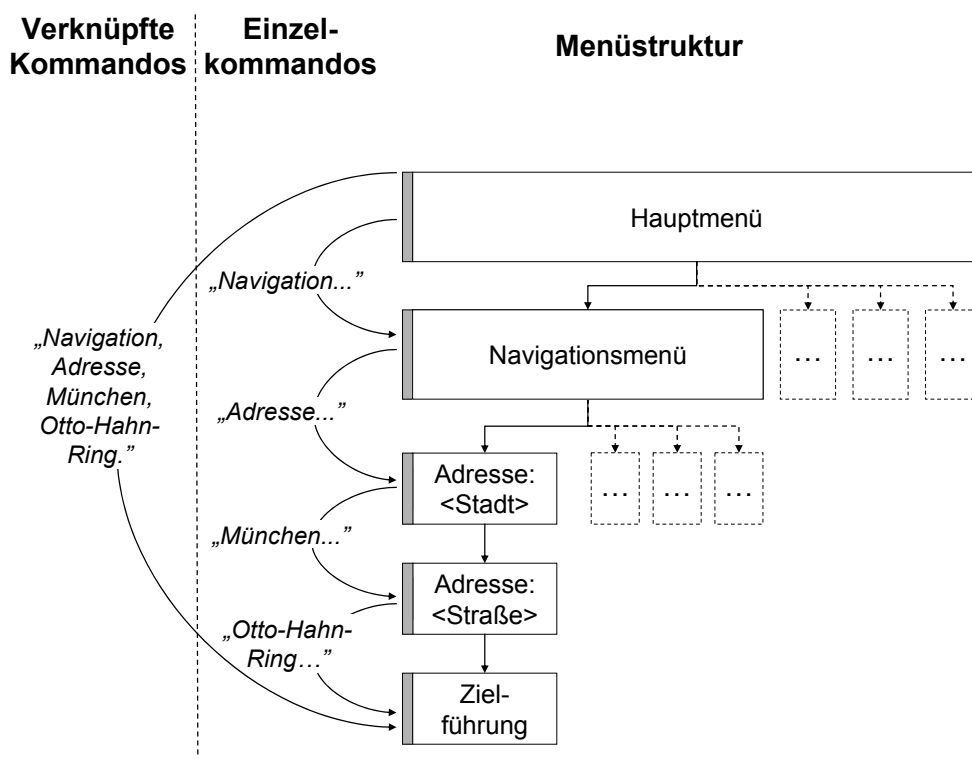 Verknüpfte
Kommandos
Einzel-
kommandos
Menüstruktur
Hauptmenü
„Navigation...”
„Navigation,
Adresse,
München,
Otto-Hahn-
Ring.”
Navigationsmenü
...
...
...
„Adresse...”
Adresse:
<Stadt>
...
...
...
„München...”
Adresse:
<Straße>
„Otto-Hahn-
Ring…”
Ziel-
führung